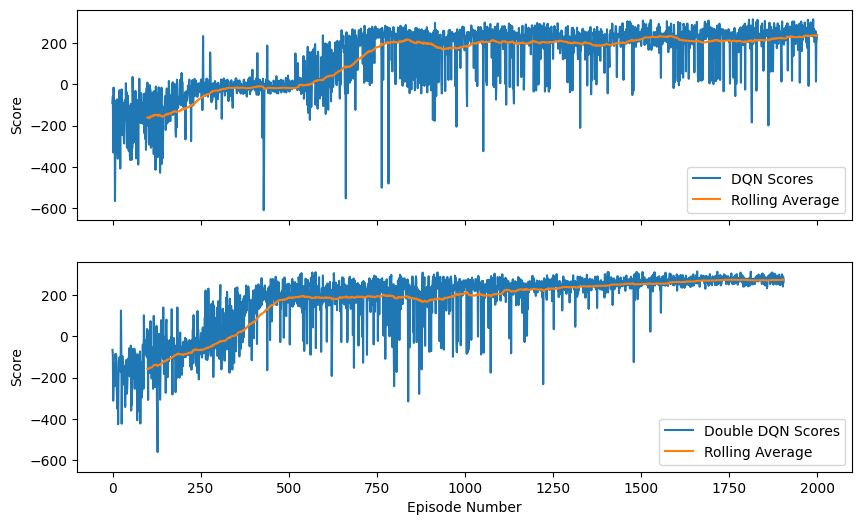 200
0
−200
−400
−600
Score
DQN Scores
Rolling Average
200
0
−200
−400
−600
Score
Double DQN Scores
Rolling Average
0 250 500 750 1000 1250 1500 1750 2000
Episode Number